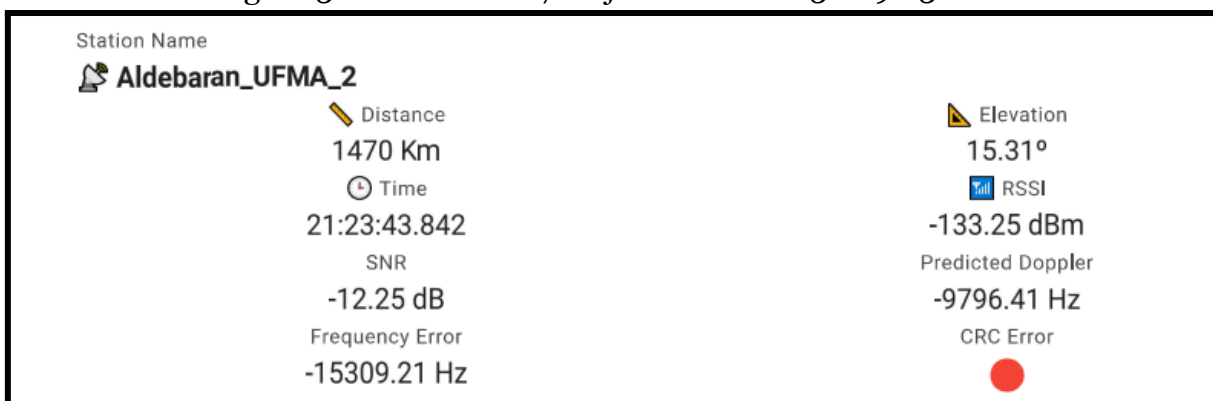 Station Name
Aldebaran_UFMA_2
Distance
Elevation
1470 Km
15.31º
Time
RSSI
21:23:43.842
-133.25 dBm
SNR
Predicted Doppler
-12.25 dB
-9796.41 Hz
Frequency Error
CRC Error
-15309.21 Hz